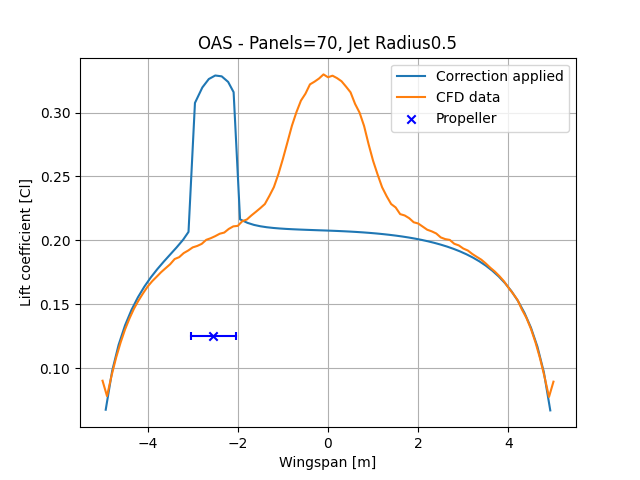 OAS - Panels=70, Jet Radius0.5
Correction applied
CFD data
Propeller
Lift coefficient [Cl]
0.30
0.25
0.20
0.15
0.10
−4
−2
0
2
4
Wingspan [m]